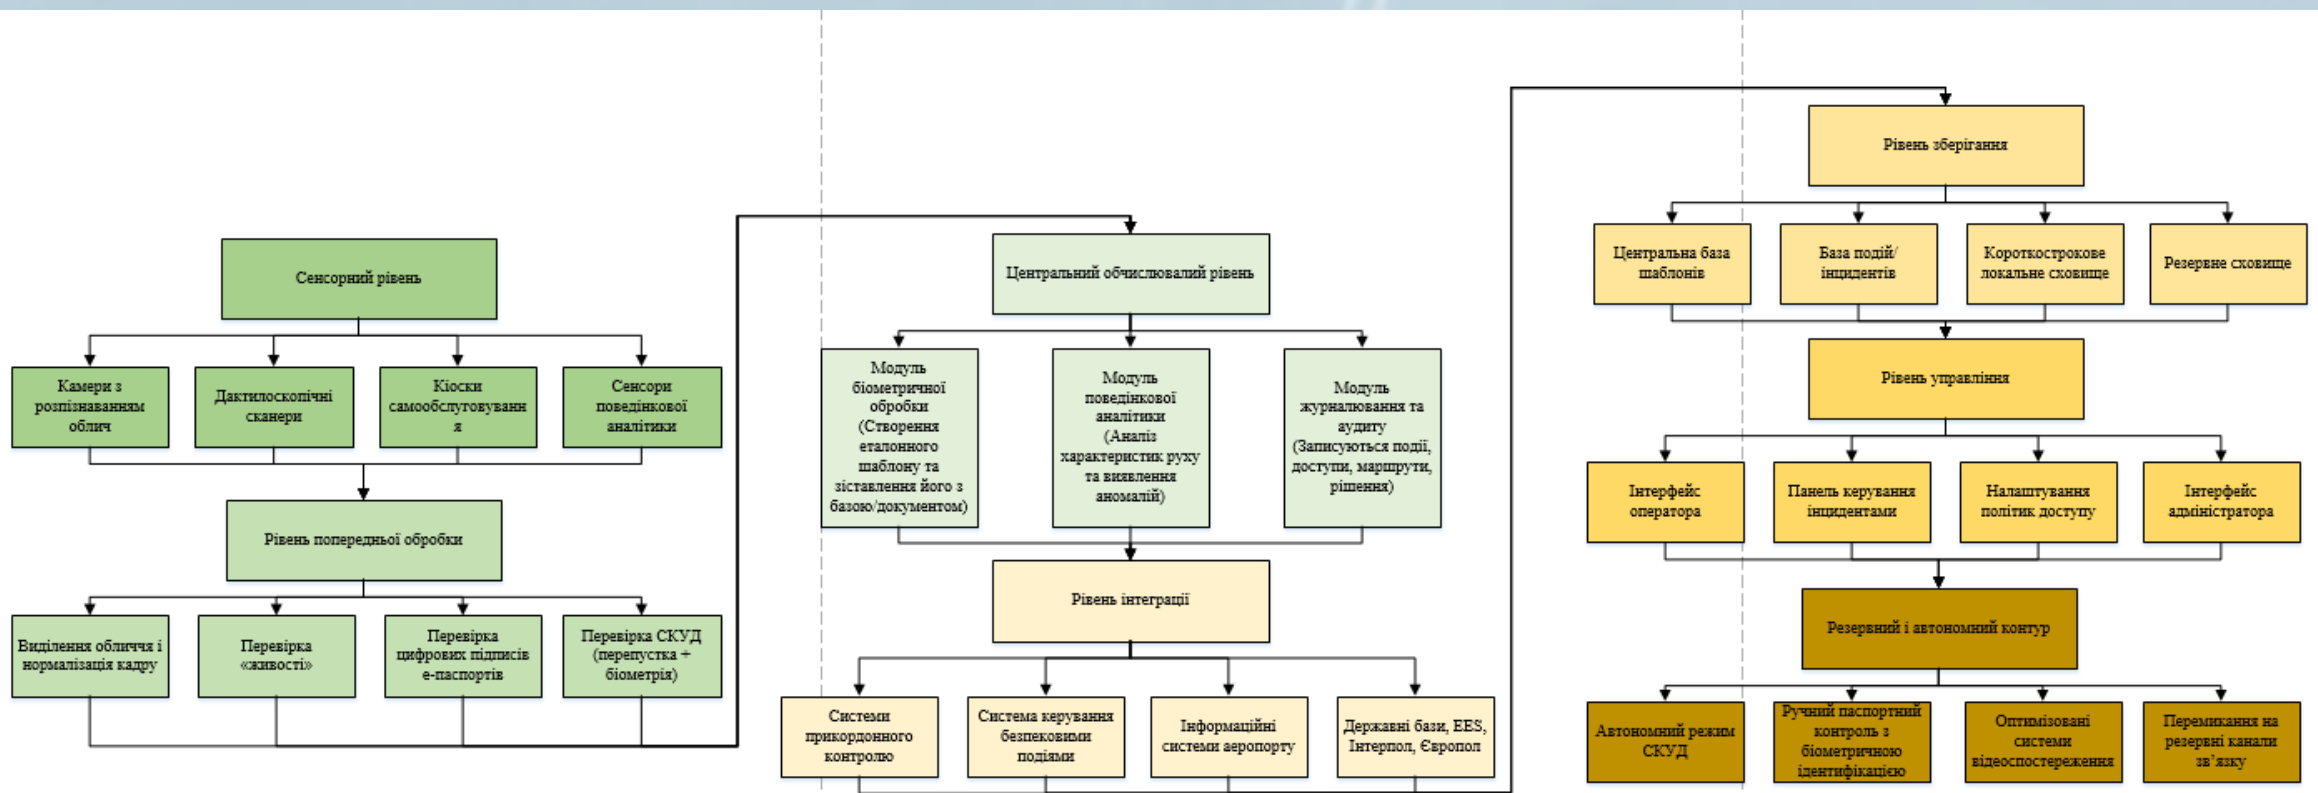 Сенсорний рівень
Камери з
розпізнаванням
облич
Дактилоскопічні
сканери
Кіоски
самообслутовуванн
я
Сенсори
поведінкової
аналітики
Рівень попередньої обробки
Виділення обличчя і
нормалізація кадру
Перевірка
«живості»
Перевірка
цифрових підписів
е-паспортів
Перевірка СКУД
(перепустка +
біометрія)
Центральний обчислювалий рівень
Модуль
біометричної
обробки
(Створення
еталонного
шаблону та
зіставлення його з
базою/документом)
Модуль
поведінкової
аналітики
(Аналіз
характеристик руху
та виявлення
аномалій)
Модуль
журналювання та
аудиту
(Записуються події,
доступи, маршрути,
рішення)
Рівень інтеграції
Системи
прикордонного
контролю
Система керування
безпековими
подіями
Інформаційні
системи аеропорту
Державні бази, EES,
Інтерпол, Європол
Рівень зберігання
Центральна база
шаблонів
База подій/
інцидентів
Короткострокове
локальне сховище
Резервне сховище
Рівень управління
Інтерфейс
оператора
Панель керування
інцидентами
Налаштування
політик доступу
Інтерфейс
адміністратора
Резервний і автономний контур
Автономний режим
СКУД
Ручний паспортний
контроль з
біометричною
ідентифікацією
Оптимізовані
системи
відеоспостереження
Перемикання на
резервні канали
зв’язку